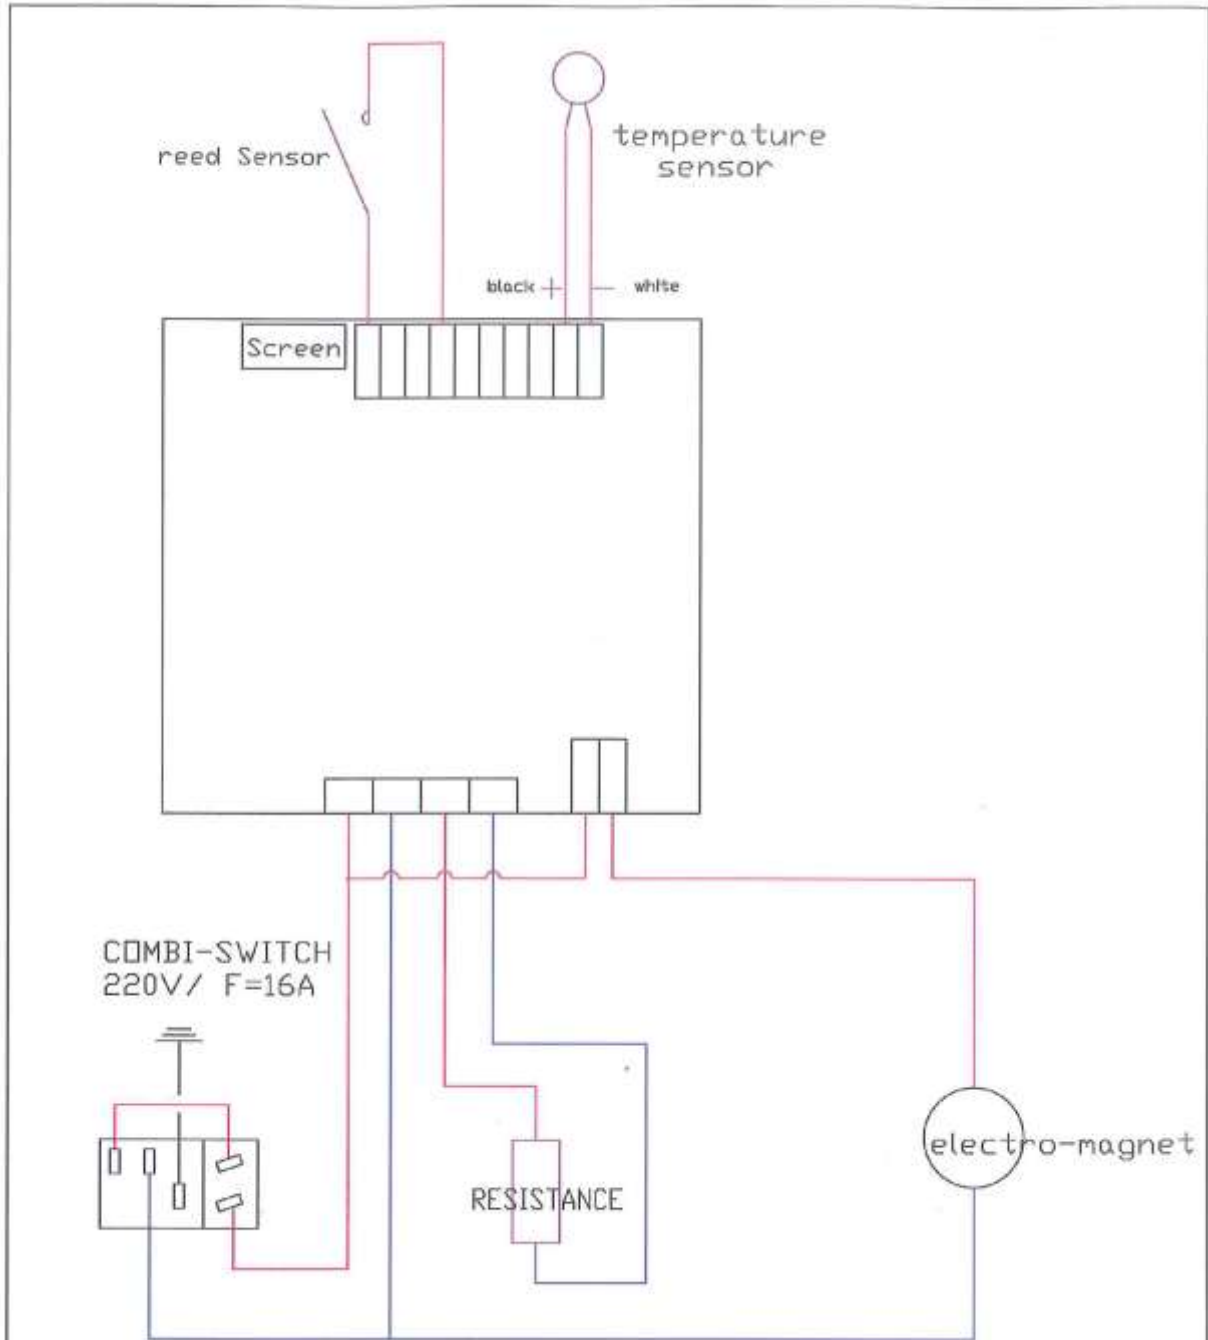 reed Sensor
temperature
sensor
black + - white
Screen
COMBI-SWITCH
220V/ F=16A
electro-magnet
RESISTANCE